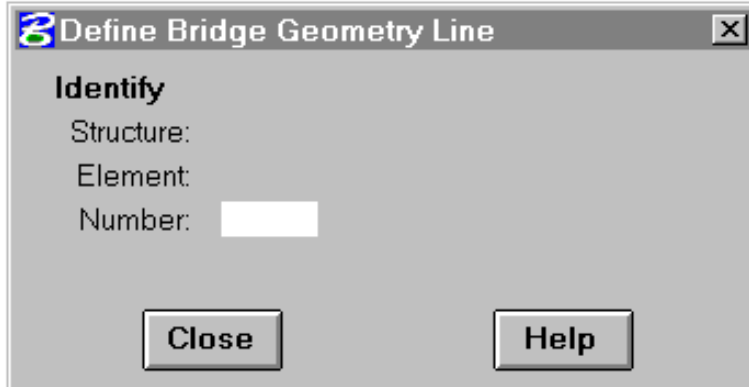 Define Bridge Geometry Line
Identify
Structure:
Element:
Number:
Close Help